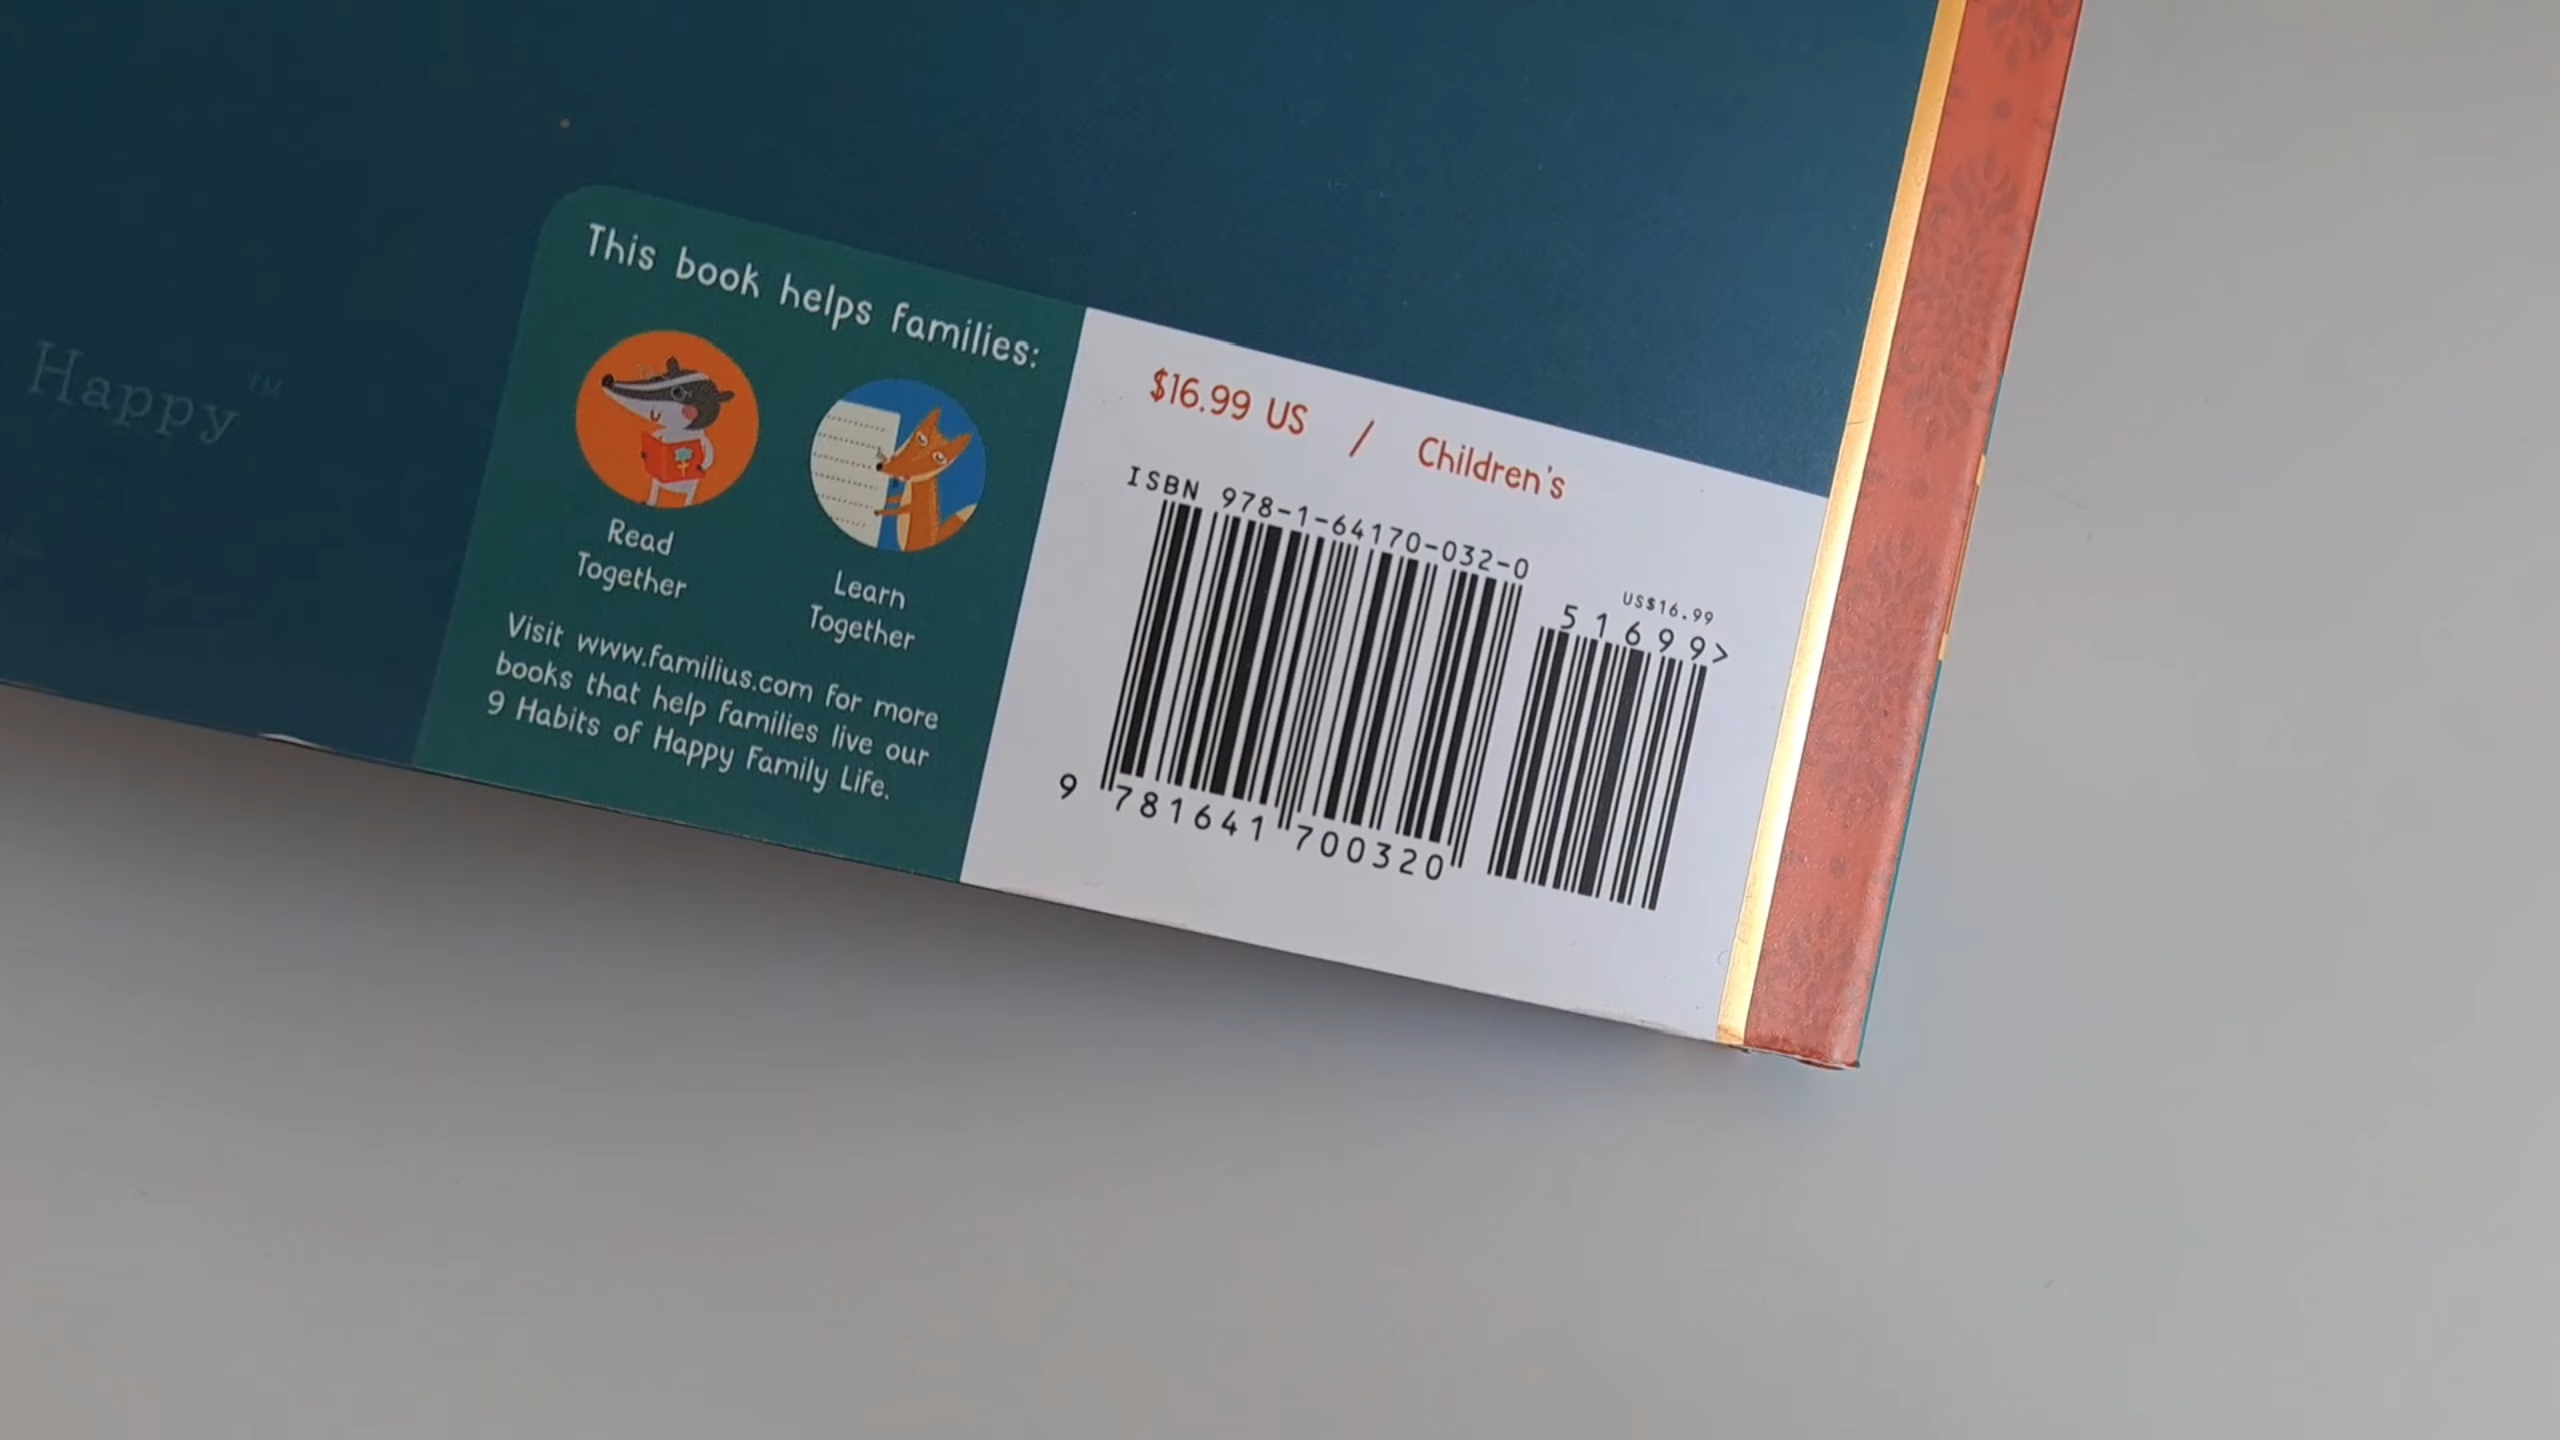 Happy™
This book helps families:
Read
Together
Learn
Together
Visit www.familius.com for more
books that help families live our
9 Habits of Happy Family Life.
$16.99 US / Children's
ISBN 978-1-64170-032-0
US$16.99
51699>
9 781641 700320